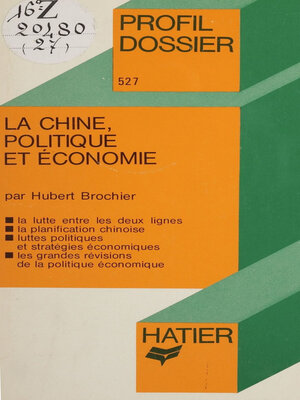 16°Z
20480
(27)
PROFIL
DOSSIER
527
LA CHINE,
POLITIQUE
ET ÉCONOMIE
par Hubert Brochier
■ la lutte entre les deux lignes
■ la planification chinoise
■ luttes politiques
et stratégies économiques
■ les grandes révisions
de la politique économique
HATIER